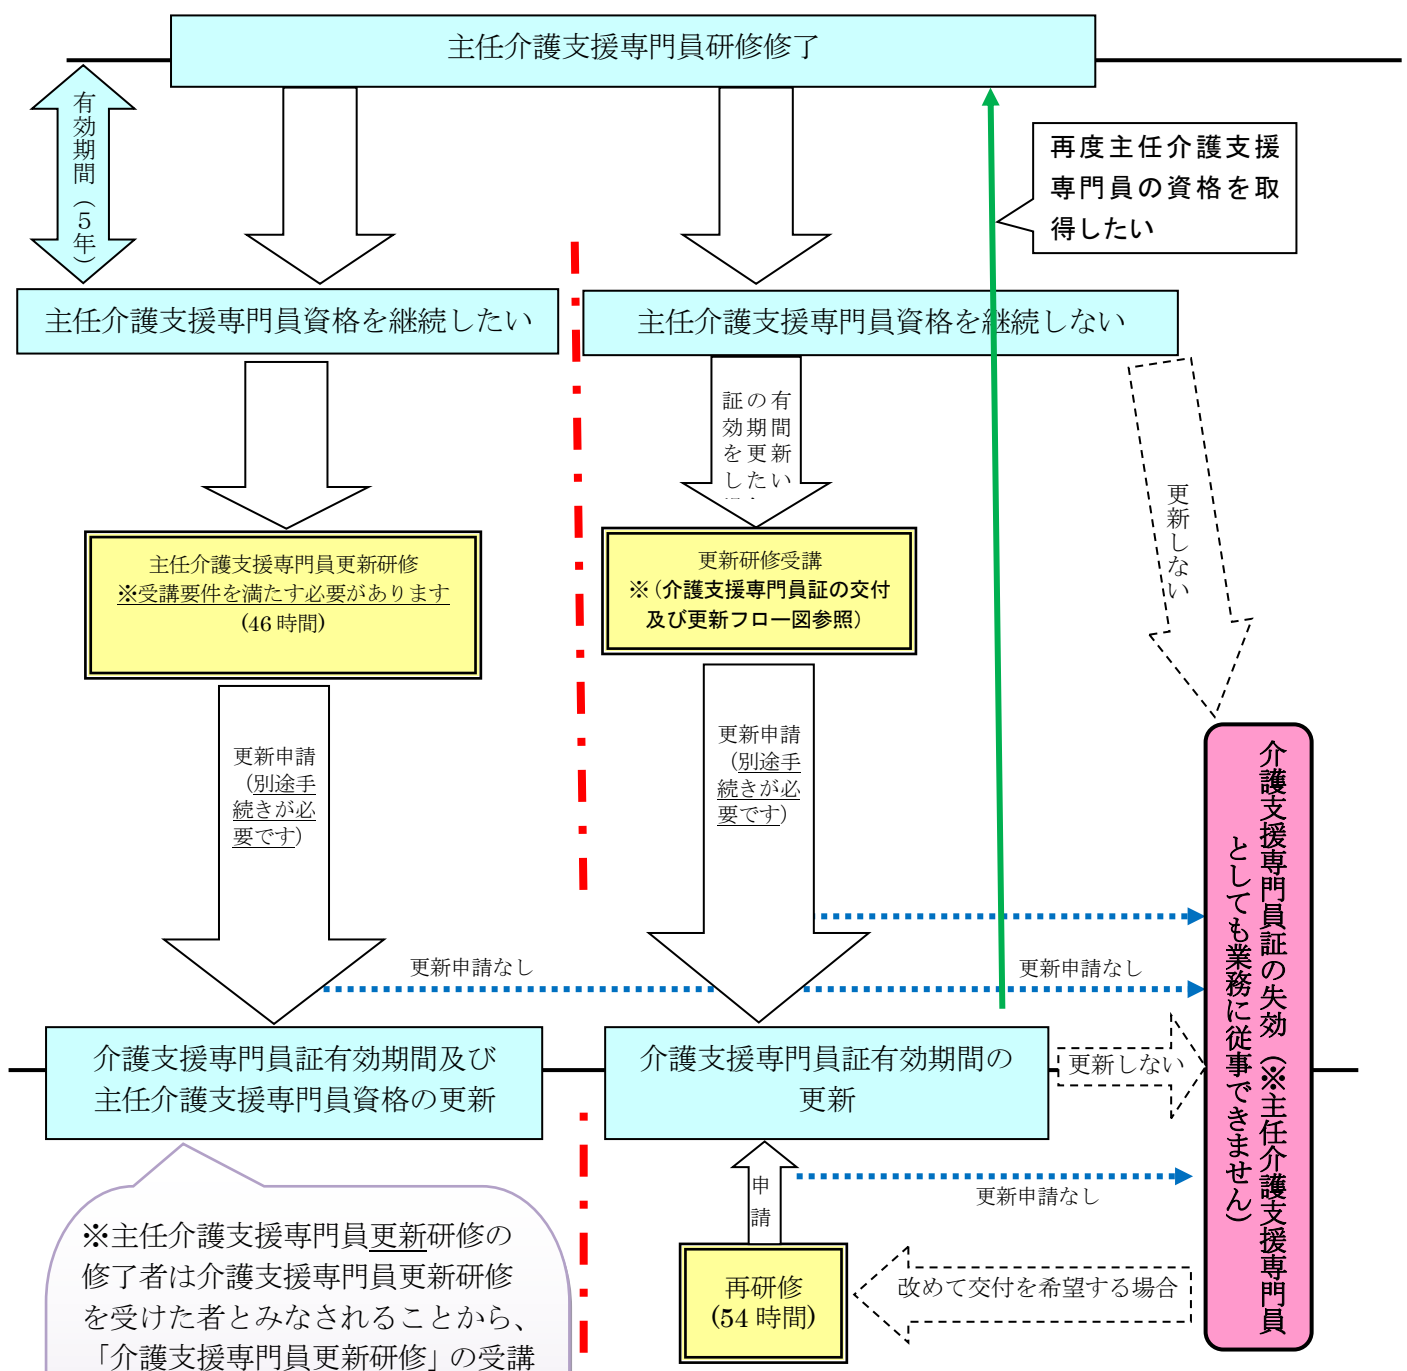 主任介護支援専門員研修修了
有効期間（５年）
再度主任介護支援
専門員の資格を取
得したい
主任介護支援専門員資格を継続したい
主任介護支援専門員資格を継続しない
証の有
効期間
を更新
したい
更新しない
主任介護支援専門員更新研修
※受講要件を満たす必要があります
(46 時間)
更新研修受講
※（介護支援専門員証の交付
及び更新フロー図参照）
更新申請
（別途手
続きが必
要です）
更新申請
（別途手
続きが必
要です）
介護支援専門員証の失効（※主任介護支援専門員
としても業務に従事できません）
更新申請なし
更新申請なし
介護支援専門員証有効期間及び
主任介護支援専門員資格の更新
介護支援専門員証有効期間の
更新
更新しない
申
請
更新申請なし
※主任介護支援専門員更新研修の
修了者は介護支援専門員更新研修
を受けた者とみなされることから、
「介護支援専門員更新研修」の受講
再研修
(54 時間)
改めて交付を希望する場合